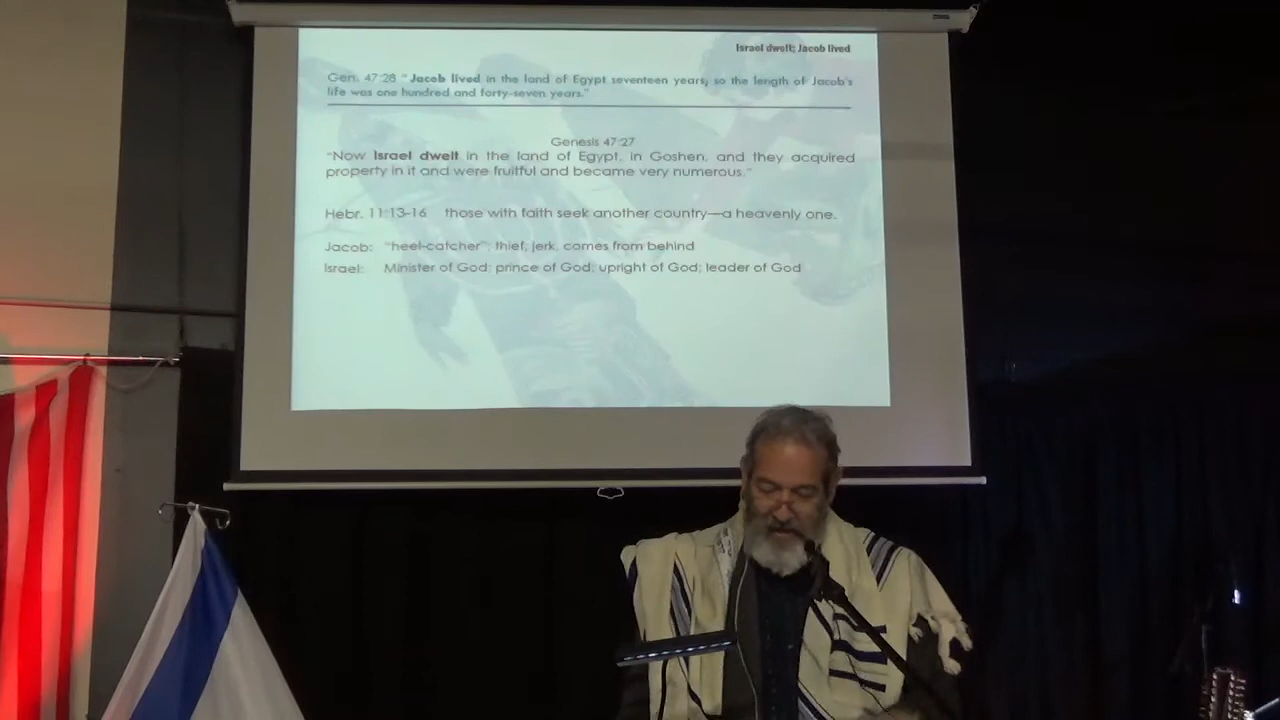 Israel dwelt; Jacob lived
Gen. 47:28 "Jacob lived in the land of Egypt seventeen years; so the length of Jacob's
life was one hundred and forty-seven years."
Genesis 47:27
"Now Israel dwelt in the land of Egypt, in Goshen, and they acquired
property in it and were fruitful and became very numerous."
Hebr. 11:13-16 those with faith seek another country—a heavenly one.
Jacob: "heel-catcher"; thief; jerk, comes from behind
Israel: Minister of God; prince of God; upright of God; leader of God